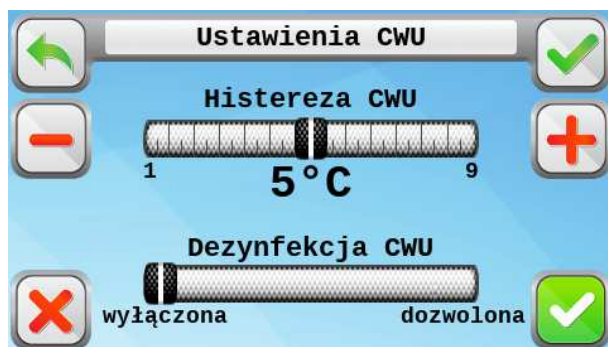 Ustawienia CWU
Histereza CWU
1 9
5°C
Dezynfekcja CWU
wyłączona dozwolona